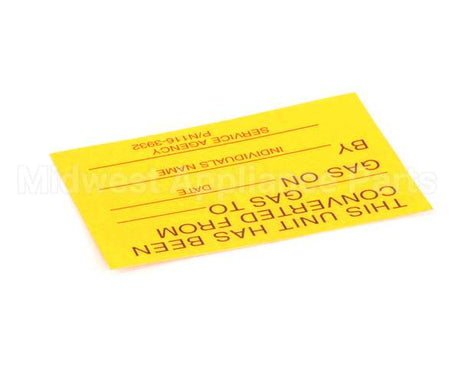 THIS UNIT HAS BEEN
CONVERTED FROM
GAS TO
GAS ON
DATE
BY
INDIVIDUALS NAME
SERVICE AGENCY
P/N116-3932
Midwest Appliance Parts